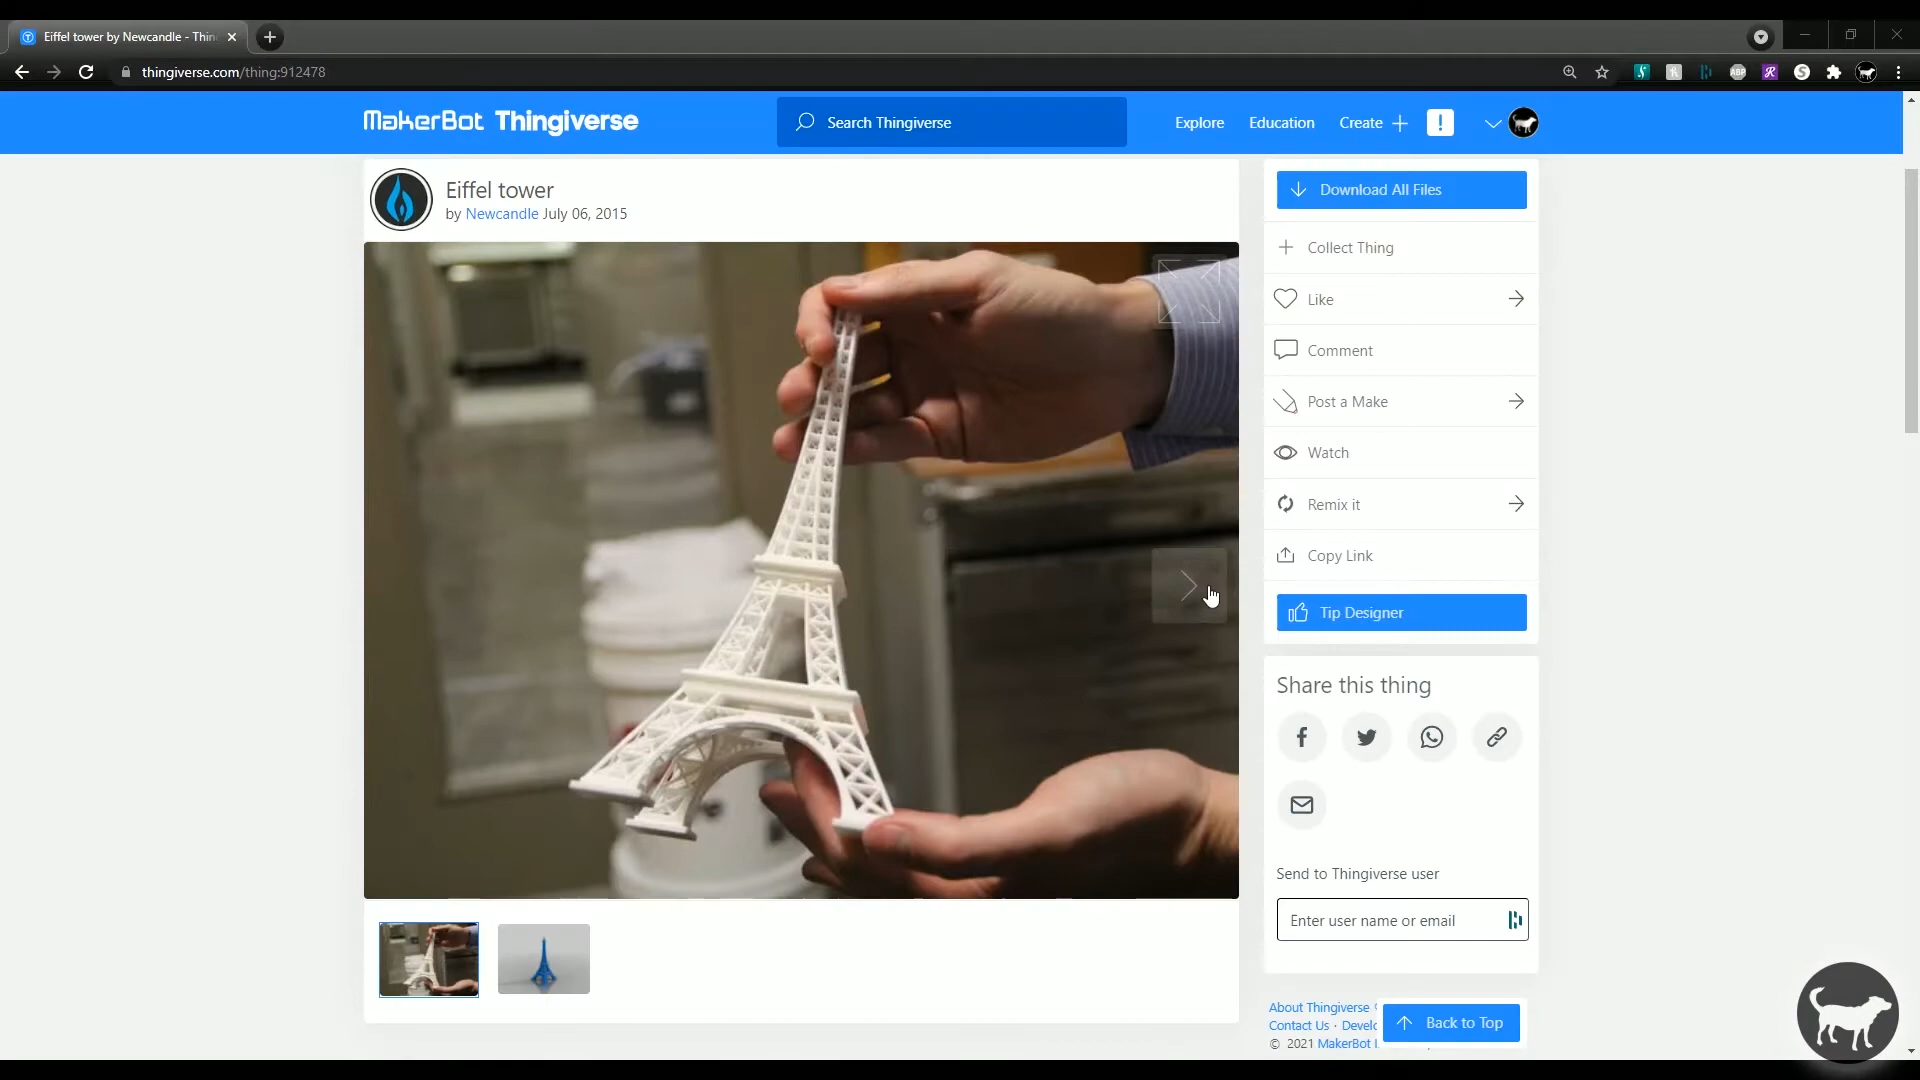 Eiffel tower by Newcandle - Thin
thingiverse.com/thing:912478
ABP
MakerBot Thingiverse
Search Thingiverse
Explore
Education
Create
Eiffel tower
by Newcandle July 06, 2015
Download All Files
Collect Thing
Like
Comment
Post a Make
Watch
Remix it
Copy Link
Tip Designer
Share this thing
Send to Thingiverse user
Enter user name or email
About Thingiverse
Contact Us · Develo
© 2021 MakerBot I
Back to Top